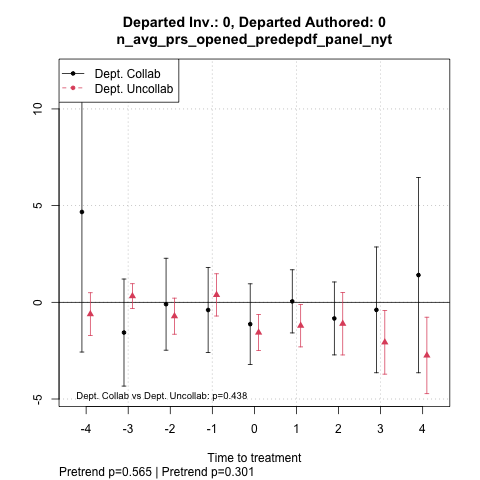 Departed Inv.: 0, Departed Authored: 0
n_avg_prs_opened_predepdf_panel_nyt
Dept. Collab
Dept. Uncollab
10
5
0
-5
Dept. Collab vs Dept. Uncollab: p=0.438
-4 -3 -2 -1 0 1 2 3 4
Time to treatment
Pretrend p=0.565 | Pretrend p=0.301